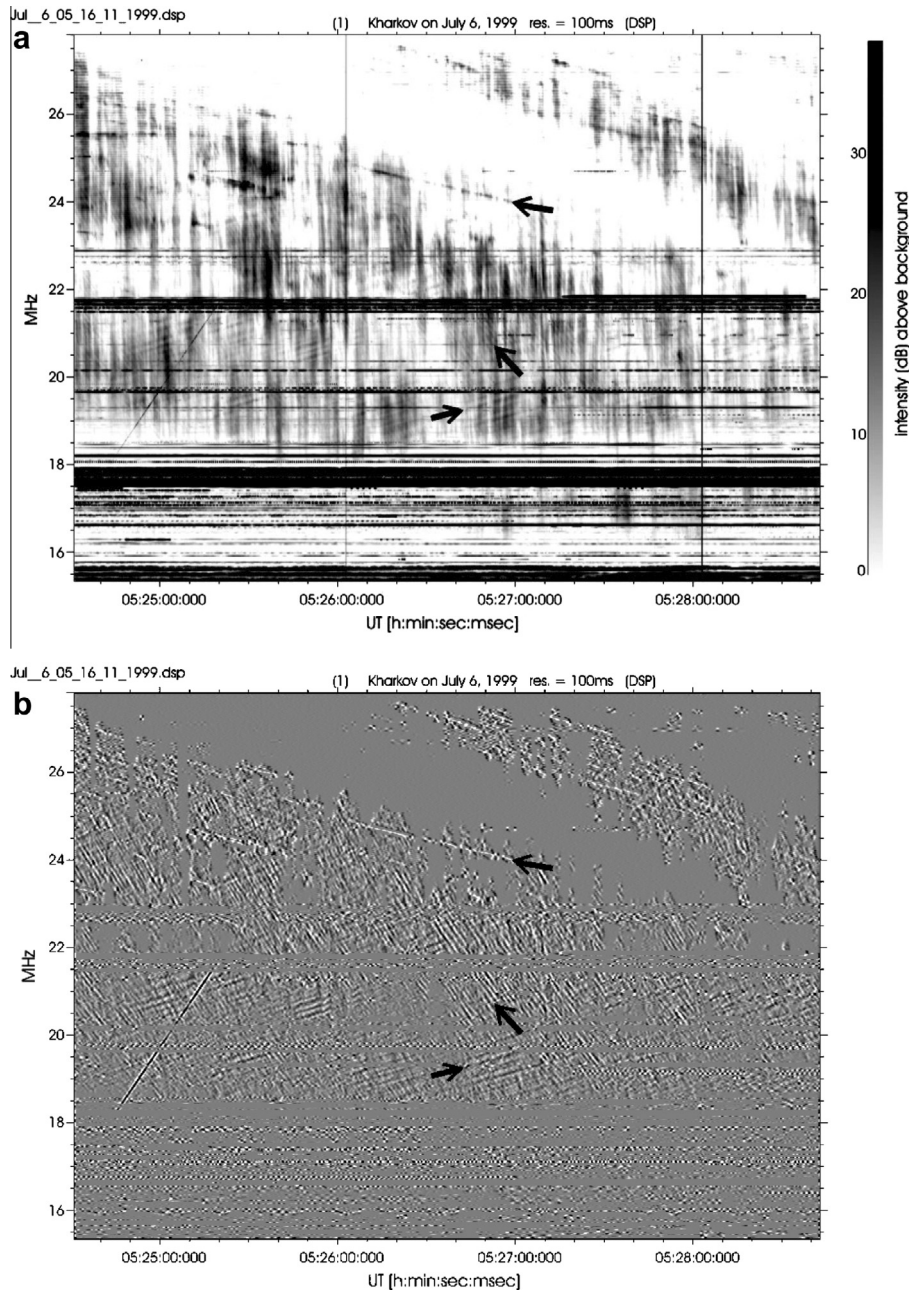 Jul__6_05_16_11_1999.dsp
(1) Kharkov on July 6, 1999 res. = 100ms (DSP)
a
26
24
22
20
18
16
MHz
30
20
10
0
intensity [dB] above background
05:25:00:000 05:26:00:000 05:27:00:000 05:28:00:000
UT [h:min:sec:msec]
Jul__6_05_16_11_1999.dsp
(1) Kharkov on July 6, 1999 res. = 100ms (DSP)
b
26
24
22
20
18
16
MHz
05:25:00:000 05:26:00:000 05:27:00:000 05:28:00:000
UT [h:min:sec:msec]